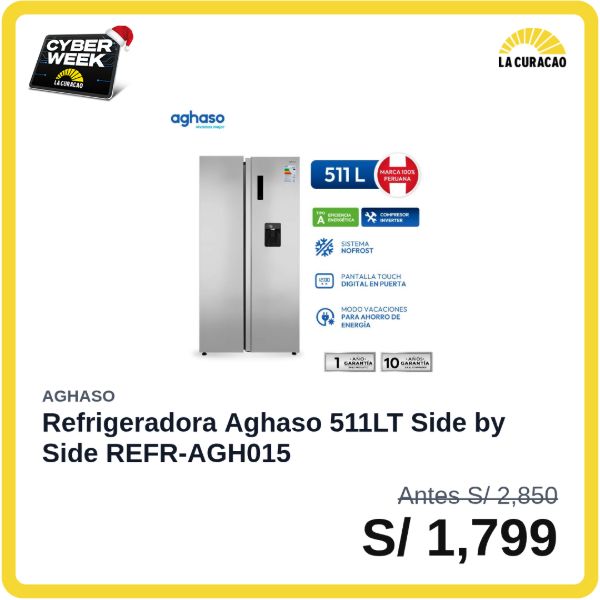 CYBER
WEEK
LA CURACAO
LA CURACAO
aghaso
511 L
MARCA 100%
PERUANA
TIPO
A
EFICIENCIA
ENERGÉTICA
COMPRESOR
INVERTER
SISTEMA
NOFROST
PANTALLA TOUCH
DIGITAL EN PUERTA
MODO VACACIONES
PARA AHORRO DE
ENERGÍA
1 AÑO
GARANTÍA
10 AÑOS
GARANTÍA
AGHASO
Refrigeradora Aghaso 511LT Side by
Side REFR-AGH015
Antes S/ 2,850
S/ 1,799